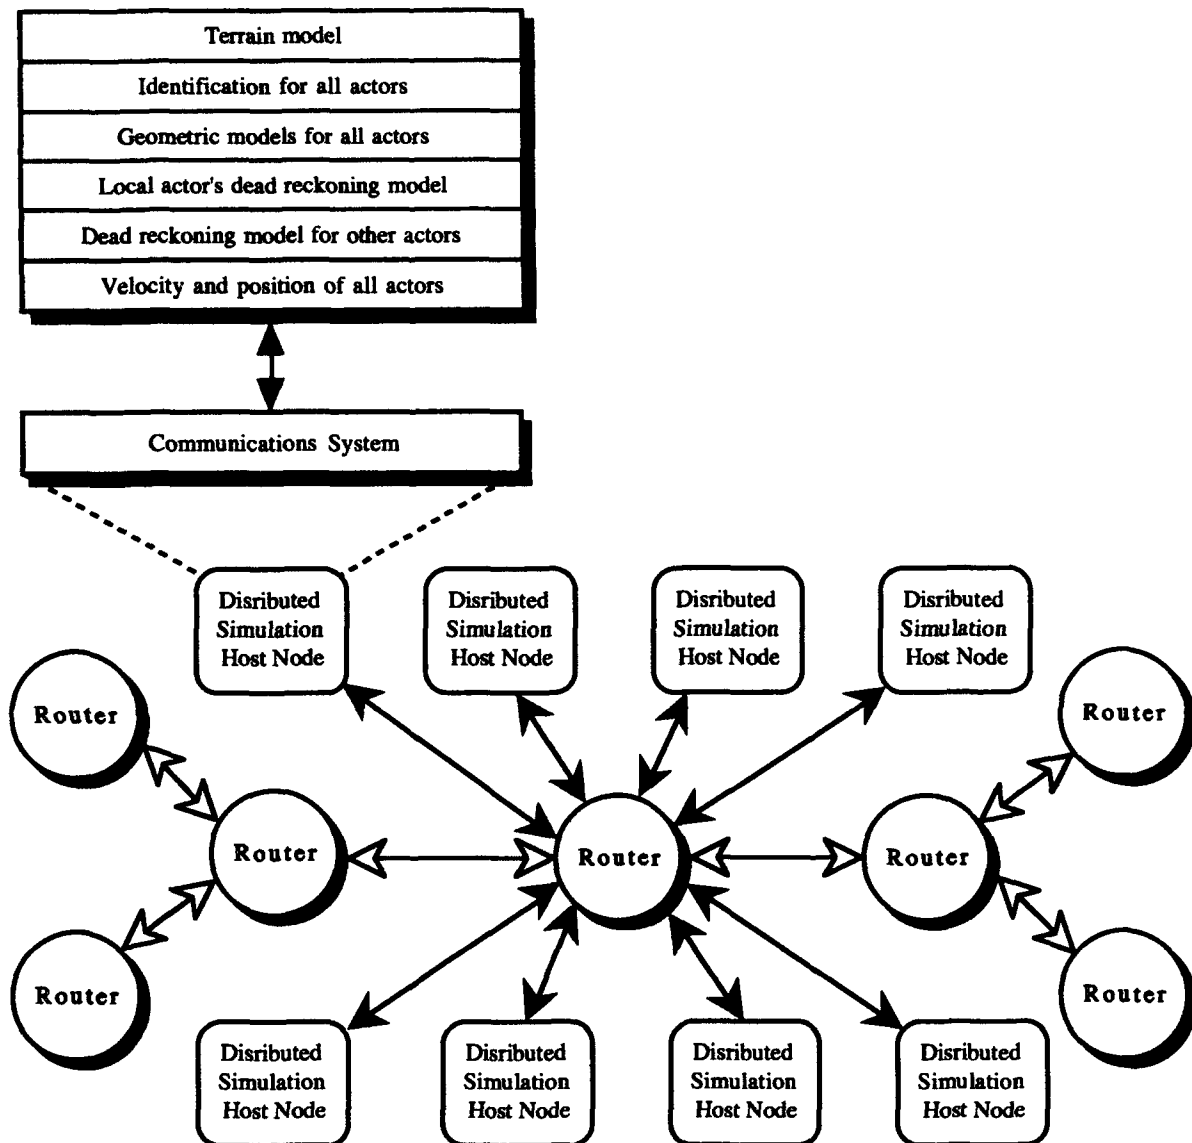 Terrain model
Identification for all actors
Geometric models for all actors
Local actor's dead reckoning model
Dead reckoning model for other actors
Velocity and position of all actors
Communications System
Disributed
Simulation
Host Node
Disributed
Simulation
Host Node
Disributed
Simulation
Host Node
Disributed
Simulation
Host Node
Router
Router
Router
Router
Router
Router
Router
Disributed
Simulation
Host Node
Disributed
Simulation
Host Node
Disributed
Simulation
Host Node
Disributed
Simulation
Host Node